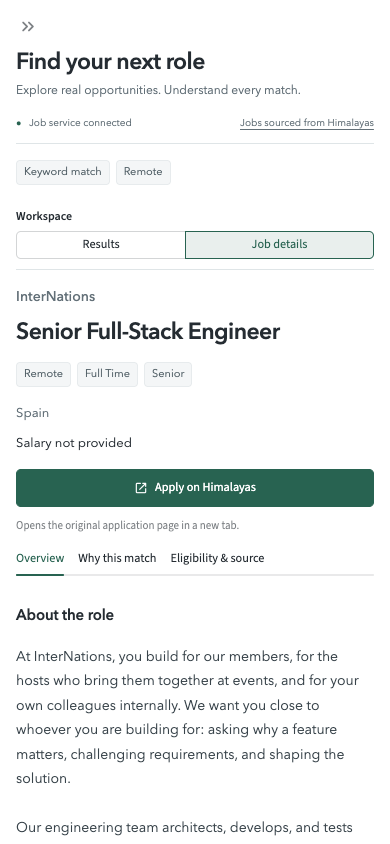 Find your next role
Explore real opportunities. Understand every match.
Job service connected
Jobs sourced from Himalayas
Keyword match
Remote
Workspace
Results
Job details
InterNations
Senior Full-Stack Engineer
Remote
Full Time
Senior
Spain
Salary not provided
Apply on Himalayas
Opens the original application page in a new tab.
Overview
Why this match
Eligibility & source
About the role
At InterNations, you build for our members, for the
hosts who bring them together at events, and for your
own colleagues internally. We want you close to
whoever you are building for: asking why a feature
matters, challenging requirements, and shaping the
solution.
Our engineering team architects, develops, and tests